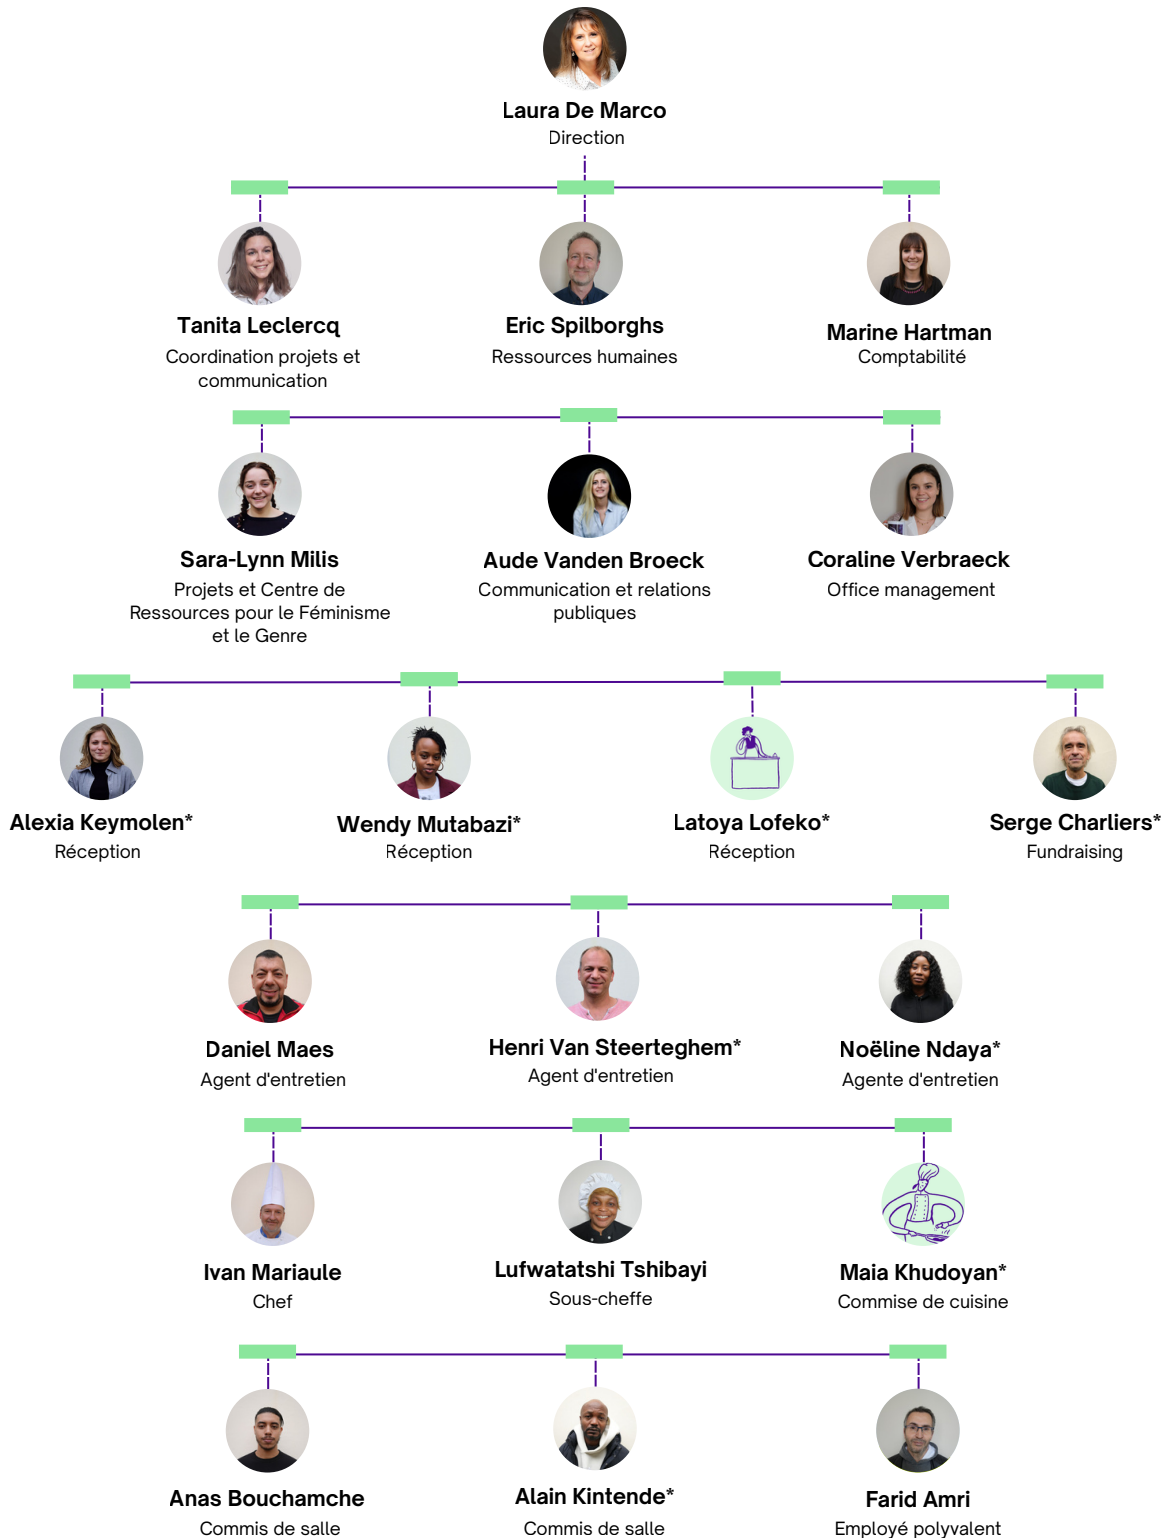 Laura De Marco
Direction
Tanita Leclercq
Coordination projets et
communication
Eric Spilborghs
Ressources humaines
Marine Hartman
Comptabilité
Sara-Lynn Milis
Projets et Centre de
Ressources pour le Féminisme
et le Genre
Aude Vanden Broeck
Communication et relations
publiques
Coraline Verbraeck
Office management
Alexia Keymolen*
Réception
Wendy Mutabazi*
Réception
Latoya Lofeko*
Réception
Serge Charliers*
Fundraising
Daniel Maes
Agent d'entretien
Henri Van Steerteghem*
Agent d'entretien
Noëline Ndaya*
Agente d'entretien
Ivan Mariaule
Chef
Lufwatatshi Tshibayi
Sous-cheffe
Maia Khudoyan*
Commise de cuisine
Anas Bouchamche
Commis de salle
Alain Kintende*
Commis de salle
Farid Amri
Employé polyvalent